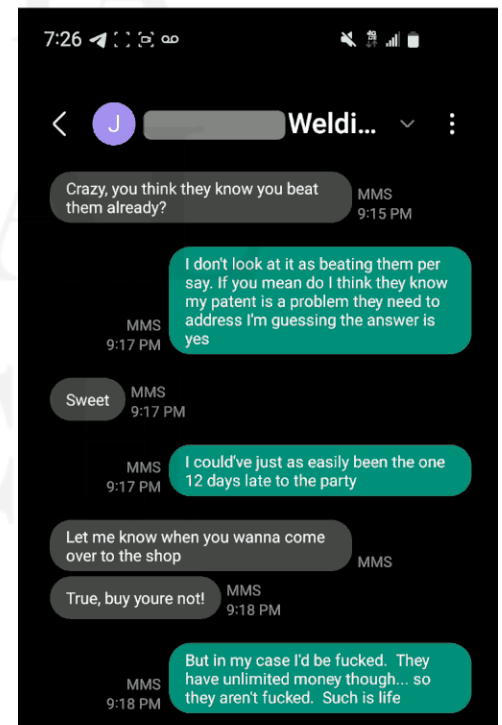 7:26
J Weldi...
Crazy, you think they know you beat
them already?
MMS
9:15 PM
I don't look at it as beating them per
say. If you mean do I think they know
my patent is a problem they need to
address I'm guessing the answer is
yes
MMS
9:17 PM
Sweet
MMS
9:17 PM
I could've just as easily been the one
12 days late to the party
MMS
9:17 PM
Let me know when you wanna come
over to the shop
MMS
True, buy youre not!
MMS
9:18 PM
But in my case I'd be fucked. They
have unlimited money though... so
they aren't fucked. Such is life
MMS
9:18 PM